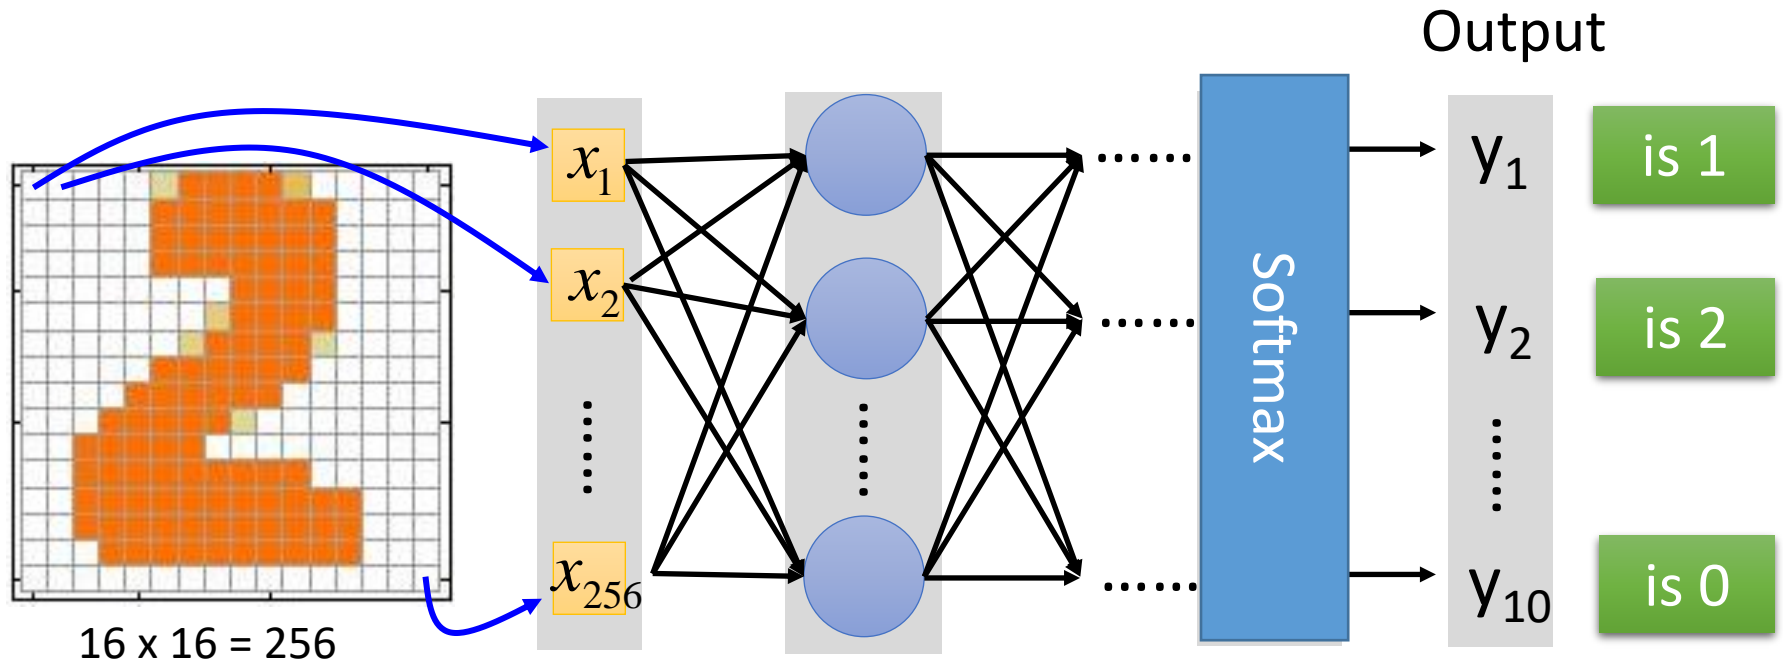 Output
x1
x2
x256
16 x 16 = 256
Softmax
y1
is 1
y2
is 2
y10
is 0